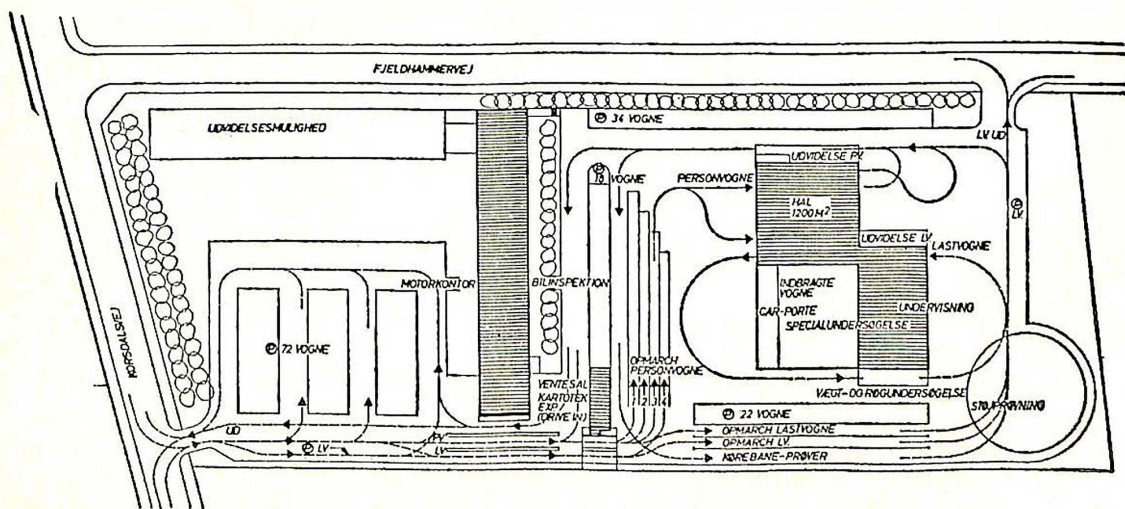 FJELDHAMMERVEJ
UDVIDELSESMULIGHED
Ⓟ 34 VOGNE
LV. UD
Ⓟ
18 VOGNE
PERSONVOGNE
UDVIDELSE PV.
HAL
1200 M²
Ⓟ
LV.
UDVIDELSE LV.
LASTVOGNE
MOTORKONTOR
BILINSPEKTION
INDBRAGTE
VOGNE
CAR-PORTE
SPECIALUNDERSØGELSE
UNDERVISNING
KORSDALSVEJ
Ⓟ 72 VOGNE
OPMARCH
PERSONVOGNE
1 2 3 4
VENTESAL
KARTOTEK
EXP./
(DRIVE IN)
VÆGT- OG RØGUNDERSØGELSE
STØJPRØVNING
Ⓟ 22 VOGNE
UD
OPMARCH LASTVOGNE
PV.
OPMARCH LV.
Ⓟ LV
LV
KØREBANE-PRØVER